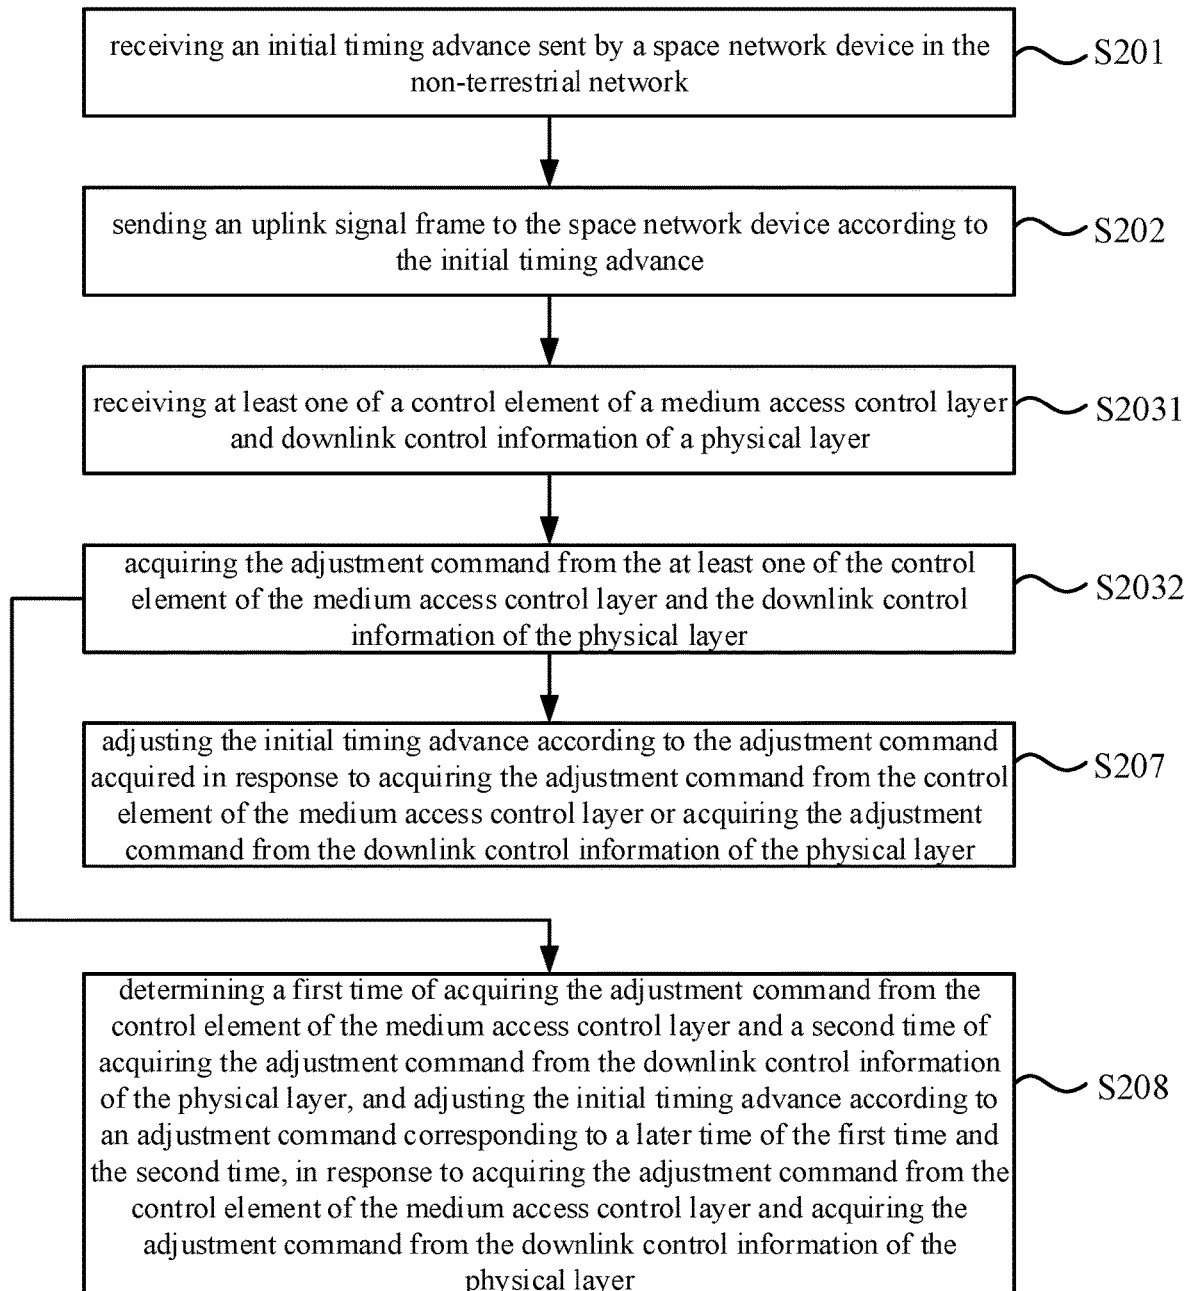 receiving an initial timing advance sent by a space network device in the
non-terrestrial network
S201
sending an uplink signal frame to the space network device according to
the initial timing advance
S202
receiving at least one of a control element of a medium access control layer
and downlink control information of a physical layer
S2031
acquiring the adjustment command from the at least one of the control
element of the medium access control layer and the downlink control
information of the physical layer
S2032
adjusting the initial timing advance according to the adjustment command
acquired in response to acquiring the adjustment command from the control
element of the medium access control layer or acquiring the adjustment
command from the downlink control information of the physical layer
S207
determining a first time of acquiring the adjustment command from the
control element of the medium access control layer and a second time of
acquiring the adjustment command from the downlink control information
of the physical layer, and adjusting the initial timing advance according to
an adjustment command corresponding to a later time of the first time and
the second time, in response to acquiring the adjustment command from the
control element of the medium access control layer and acquiring the
adjustment command from the downlink control information of the
physical layer
S208